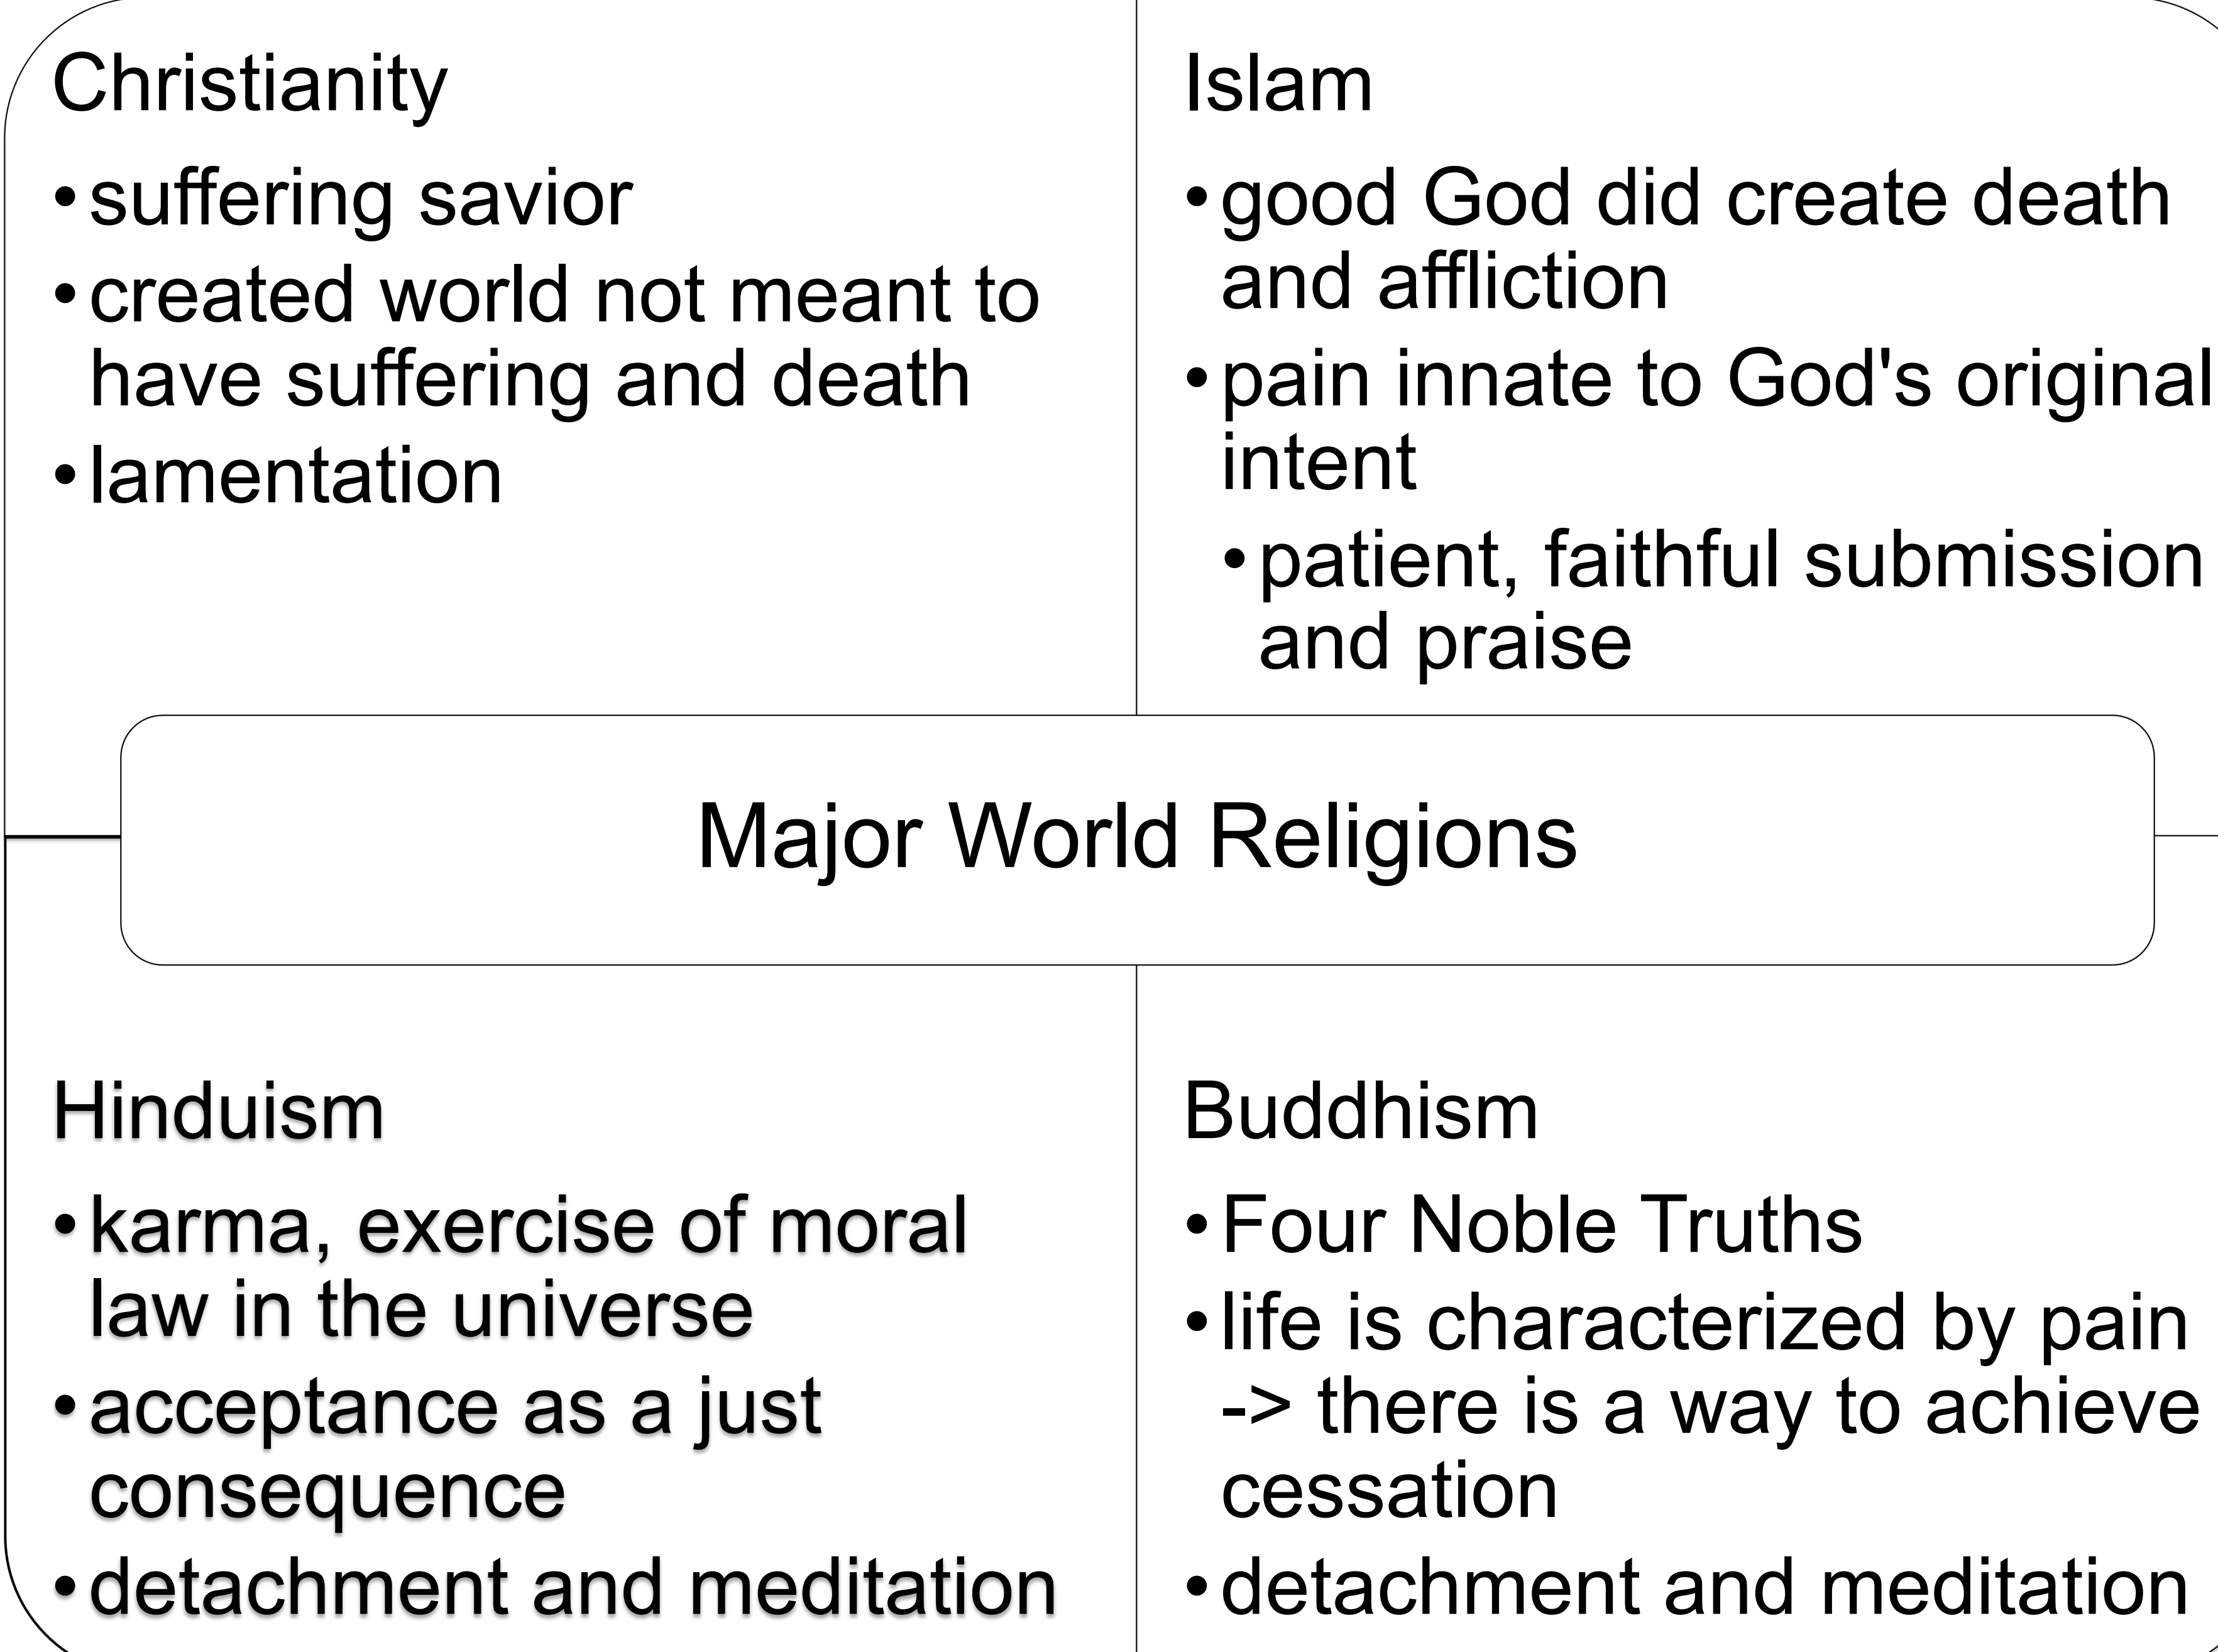 Christianity
•suffering savior
•created world not meant to
have suffering and death
•lamentation
Islam
•good God did create death
and affliction
•pain innate to God's original
intent
•patient, faithful submission
and praise
Major World Religions
Hinduism
•karma, exercise of moral
law in the universe
•acceptance as a just
consequence
•detachment and meditation
Buddhism
•Four Noble Truths
•life is characterized by pain
-> there is a way to achieve
cessation
•detachment and meditation